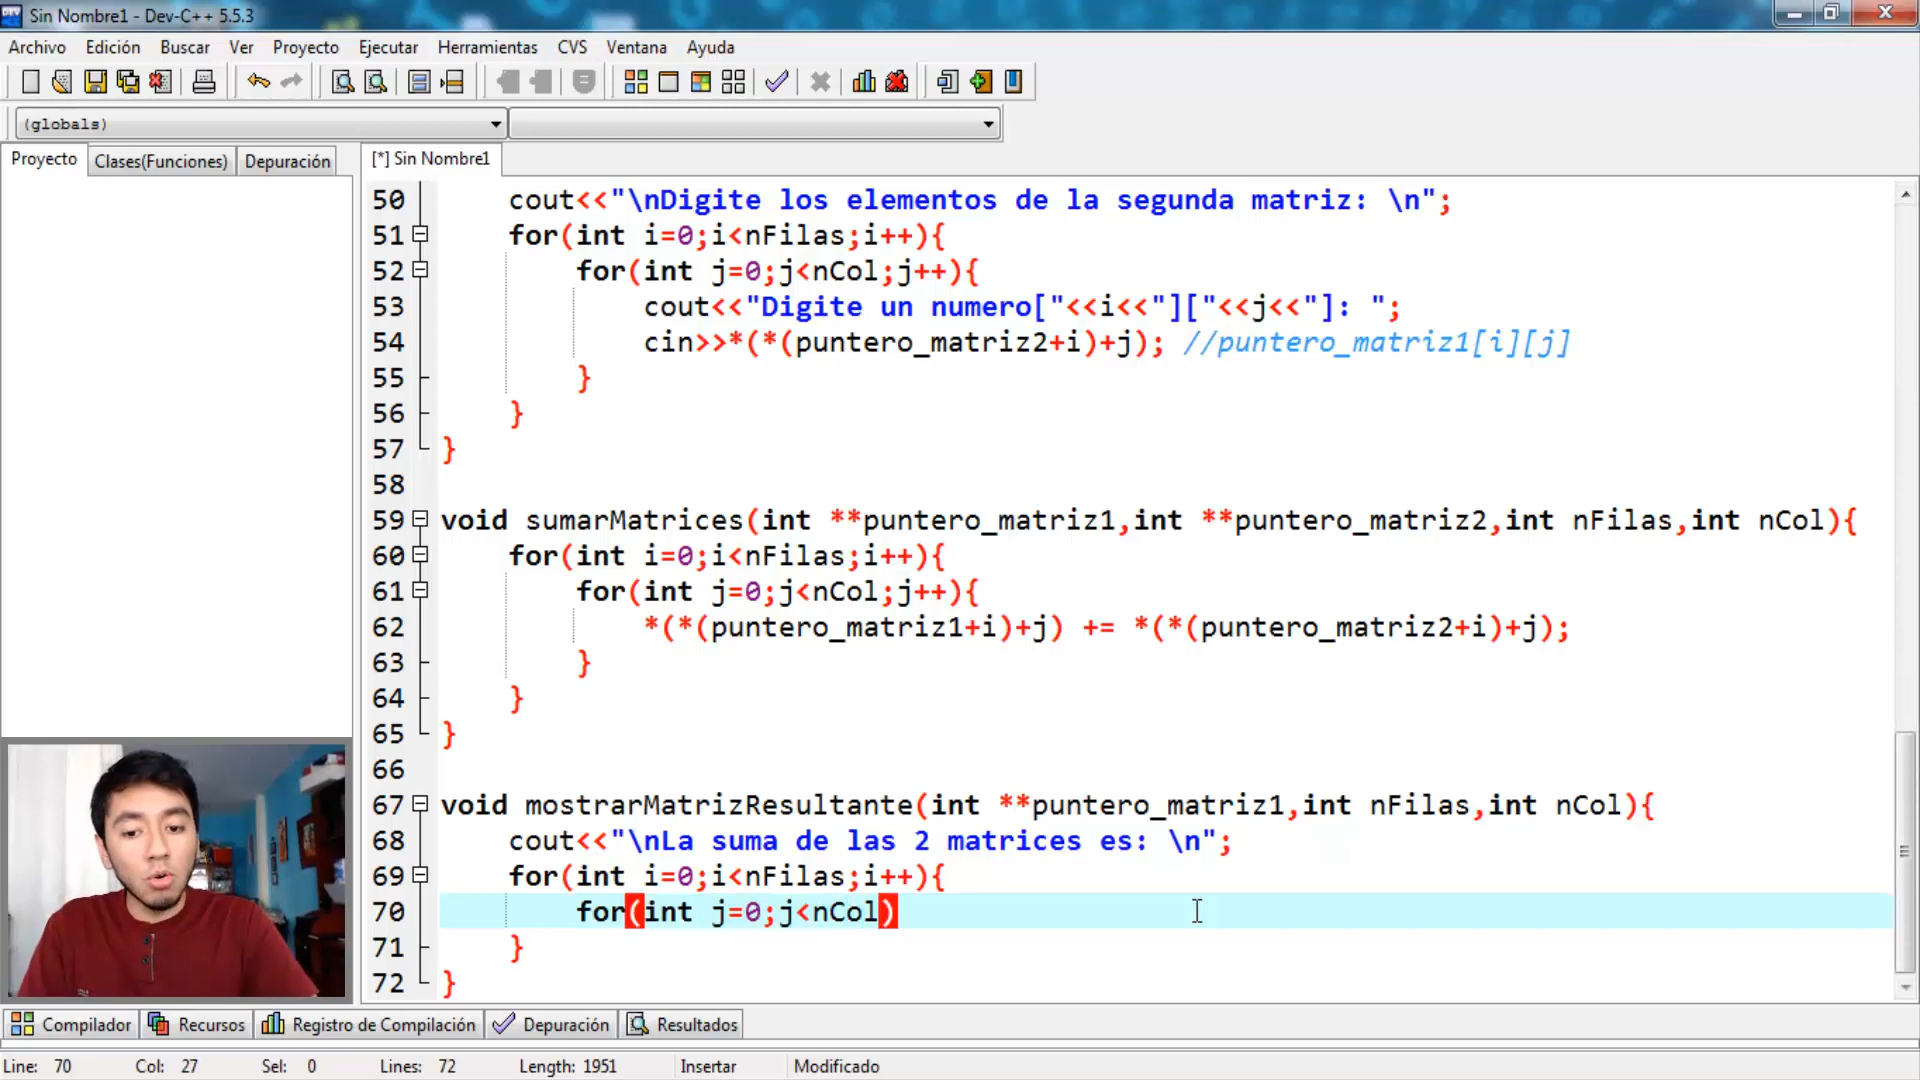 Sin Nombre1 - Dev-C++ 5.5.3
Archivo Edición Buscar Ver Proyecto Ejecutar Herramientas CVS Ventana Ayuda
(globals)
Proyecto Clases(Funciones) Depuración
[*] Sin Nombre1
50 cout<<"\nDigite los elementos de la segunda matriz: \n";
51 for(int i=0;i<nFilas;i++){
52 for(int j=0;j<nCol;j++){
53 cout<<"Digite un numero["<<i<<"]["<<j<<"]: ";
54 cin>>*(*(puntero_matriz2+i)+j); //puntero_matriz1[i][j]
55 }
56 }
57 }
58
59 void sumarMatrices(int **puntero_matriz1,int **puntero_matriz2,int nFilas,int nCol){
60 for(int i=0;i<nFilas;i++){
61 for(int j=0;j<nCol;j++){
62 *(*(puntero_matriz1+i)+j) += *(*(puntero_matriz2+i)+j);
63 }
64 }
65 }
66
67 void mostrarMatrizResultante(int **puntero_matriz1,int nFilas,int nCol){
68 cout<<"\nLa suma de las 2 matrices es: \n";
69 for(int i=0;i<nFilas;i++){
70 for(int j=0;j<nCol)
71 }
72 }
Compilador Recursos Registro de Compilación Depuración Resultados
Line: 70 Col: 27 Sel: 0 Lines: 72 Length: 1951 Insertar Modificado